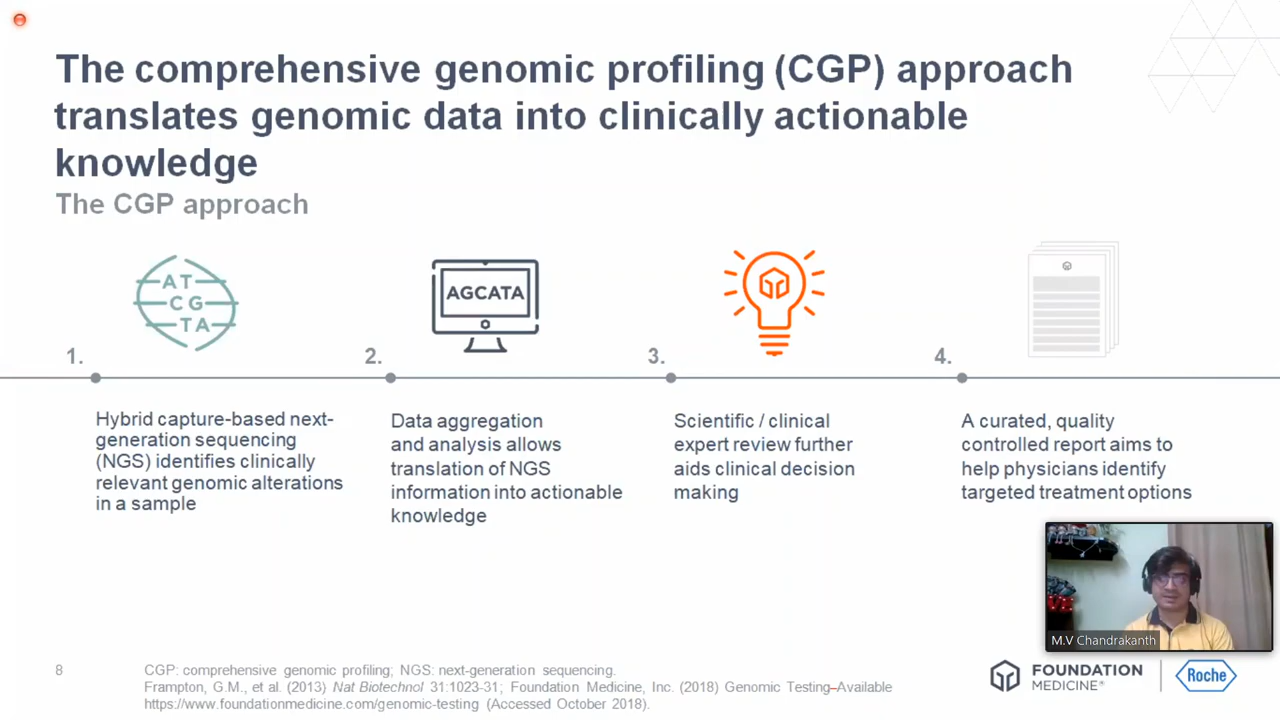 The comprehensive genomic profiling (CGP) approach
translates genomic data into clinically actionable
knowledge
The CGP approach
AT
CG
TA
AGCATA
1.
2.
3.
4.
Hybrid capture-based next-
generation sequencing
(NGS) identifies clinically
relevant genomic alterations
in a sample
Data aggregation
and analysis allows
translation of NGS
information into actionable
knowledge
Scientific / clinical
expert review further
aids clinical decision
making
A curated, quality
controlled report aims to
help physicians identify
targeted treatment options
M.V Chandrakanth
8
CGP: comprehensive genomic profiling; NGS: next-generation sequencing.
Frampton, G.M., et al. (2013) Nat Biotechnol 31:1023-31; Foundation Medicine, Inc. (2018) Genomic Testing–Available
https://www.foundationmedicine.com/genomic-testing (Accessed October 2018).
FOUNDATION
MEDICINE®
Roche